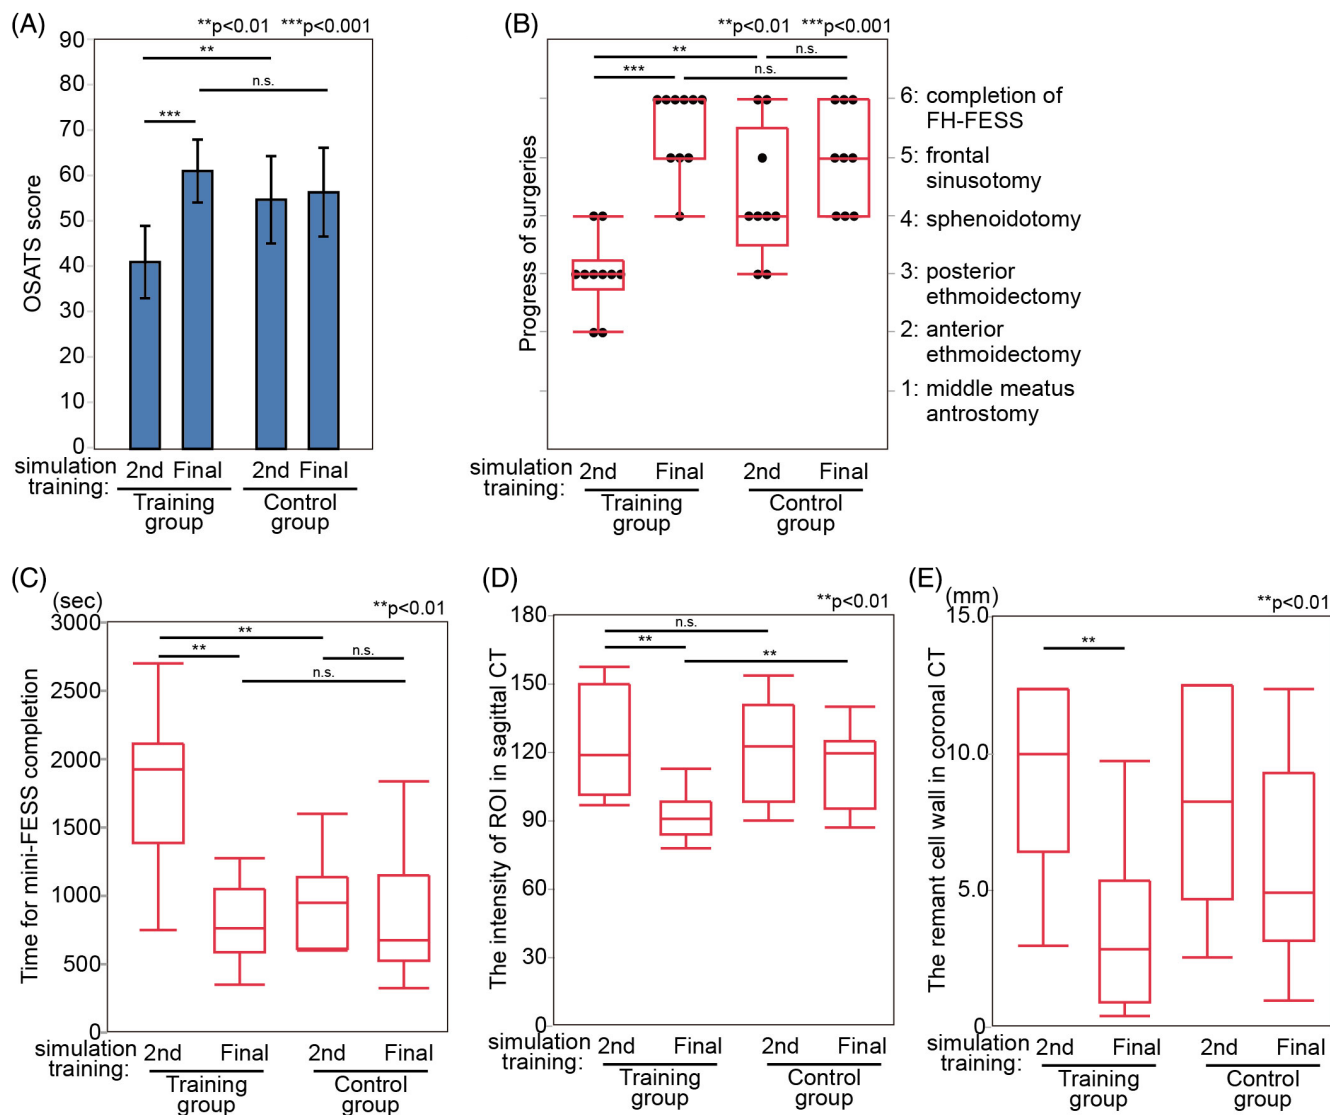 (A)
**p<0.01 ***p<0.001
OSATS score
90
80
70
60
50
40
30
20
10
0
**
n.s.
***
simulation
training:
2nd Final 2nd Final
Training
group
Control
group
(B)
**p<0.01 ***p<0.001
Progress of surgeries
** n.s.
*** n.s.
6: completion of
FH-FESS
5: frontal
sinusotomy
4: sphenoidotomy
3: posterior
ethmoidectomy
2: anterior
ethmoidectomy
1: middle meatus
antrostomy
simulation
training:
2nd Final 2nd Final
Training
group
Control
group
(C)
(sec)
**p<0.01
Time for mini-FESS completion
3000
2500
2000
1500
1000
500
0
**
** n.s.
n.s.
simulation
training:
2nd Final 2nd Final
Training
group
Control
group
(D)
**p<0.01
The intensity of ROI in sagittal CT
180
150
120
90
60
30
0
n.s.
**
**
simulation
training:
2nd Final 2nd Final
Training
group
Control
group
(E)
(mm)
**p<0.01
The remant cell wall in coronal CT
15.0
10.0
5.0
0
**
simulation
training:
2nd Final 2nd Final
Training
group
Control
group